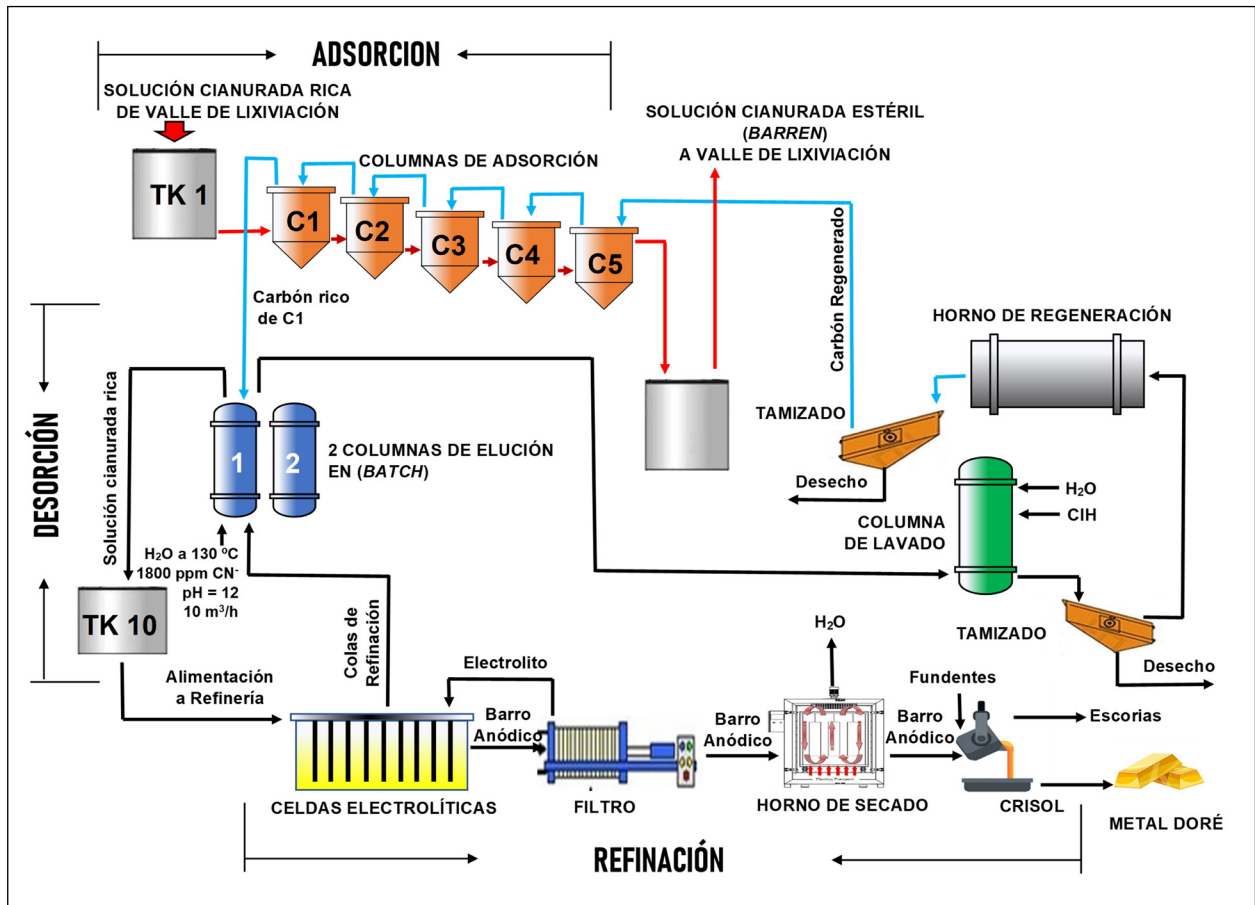 ADSORCION
SOLUCIÓN CIANURADA RICA
DE VALLE DE LIXIVIACIÓN
TK 1
COLUMNAS DE ADSORCIÓN
C1
C2
C3
C4
C5
SOLUCIÓN CIANURADA ESTÉRIL
(BARREN)
A VALLE DE LIXIVIACIÓN
Carbón rico
de C1
Carbón Regenerado
HORNO DE REGENERACIÓN
TAMIZADO
Desecho
DESORCIÓN
Solución cianurada rica
1
2
2 COLUMNAS DE ELUCIÓN
EN (BATCH)
H₂O a 130 ºC
1800 ppm CN⁻
pH = 12
10 m³/h
COLUMNA
DE LAVADO
H₂O
ClH
TK 10
Alimentación
a Refinería
Colas de
Refinación
Electrolito
Barro
Anódico
CELDAS ELECTROLÍTICAS
FILTRO
Barro
Anódico
H₂O
HORNO DE SECADO
Barro
Anódico
Fundentes
TAMIZADO
Desecho
Escorias
CRISOL
METAL DORÉ
REFINACIÓN